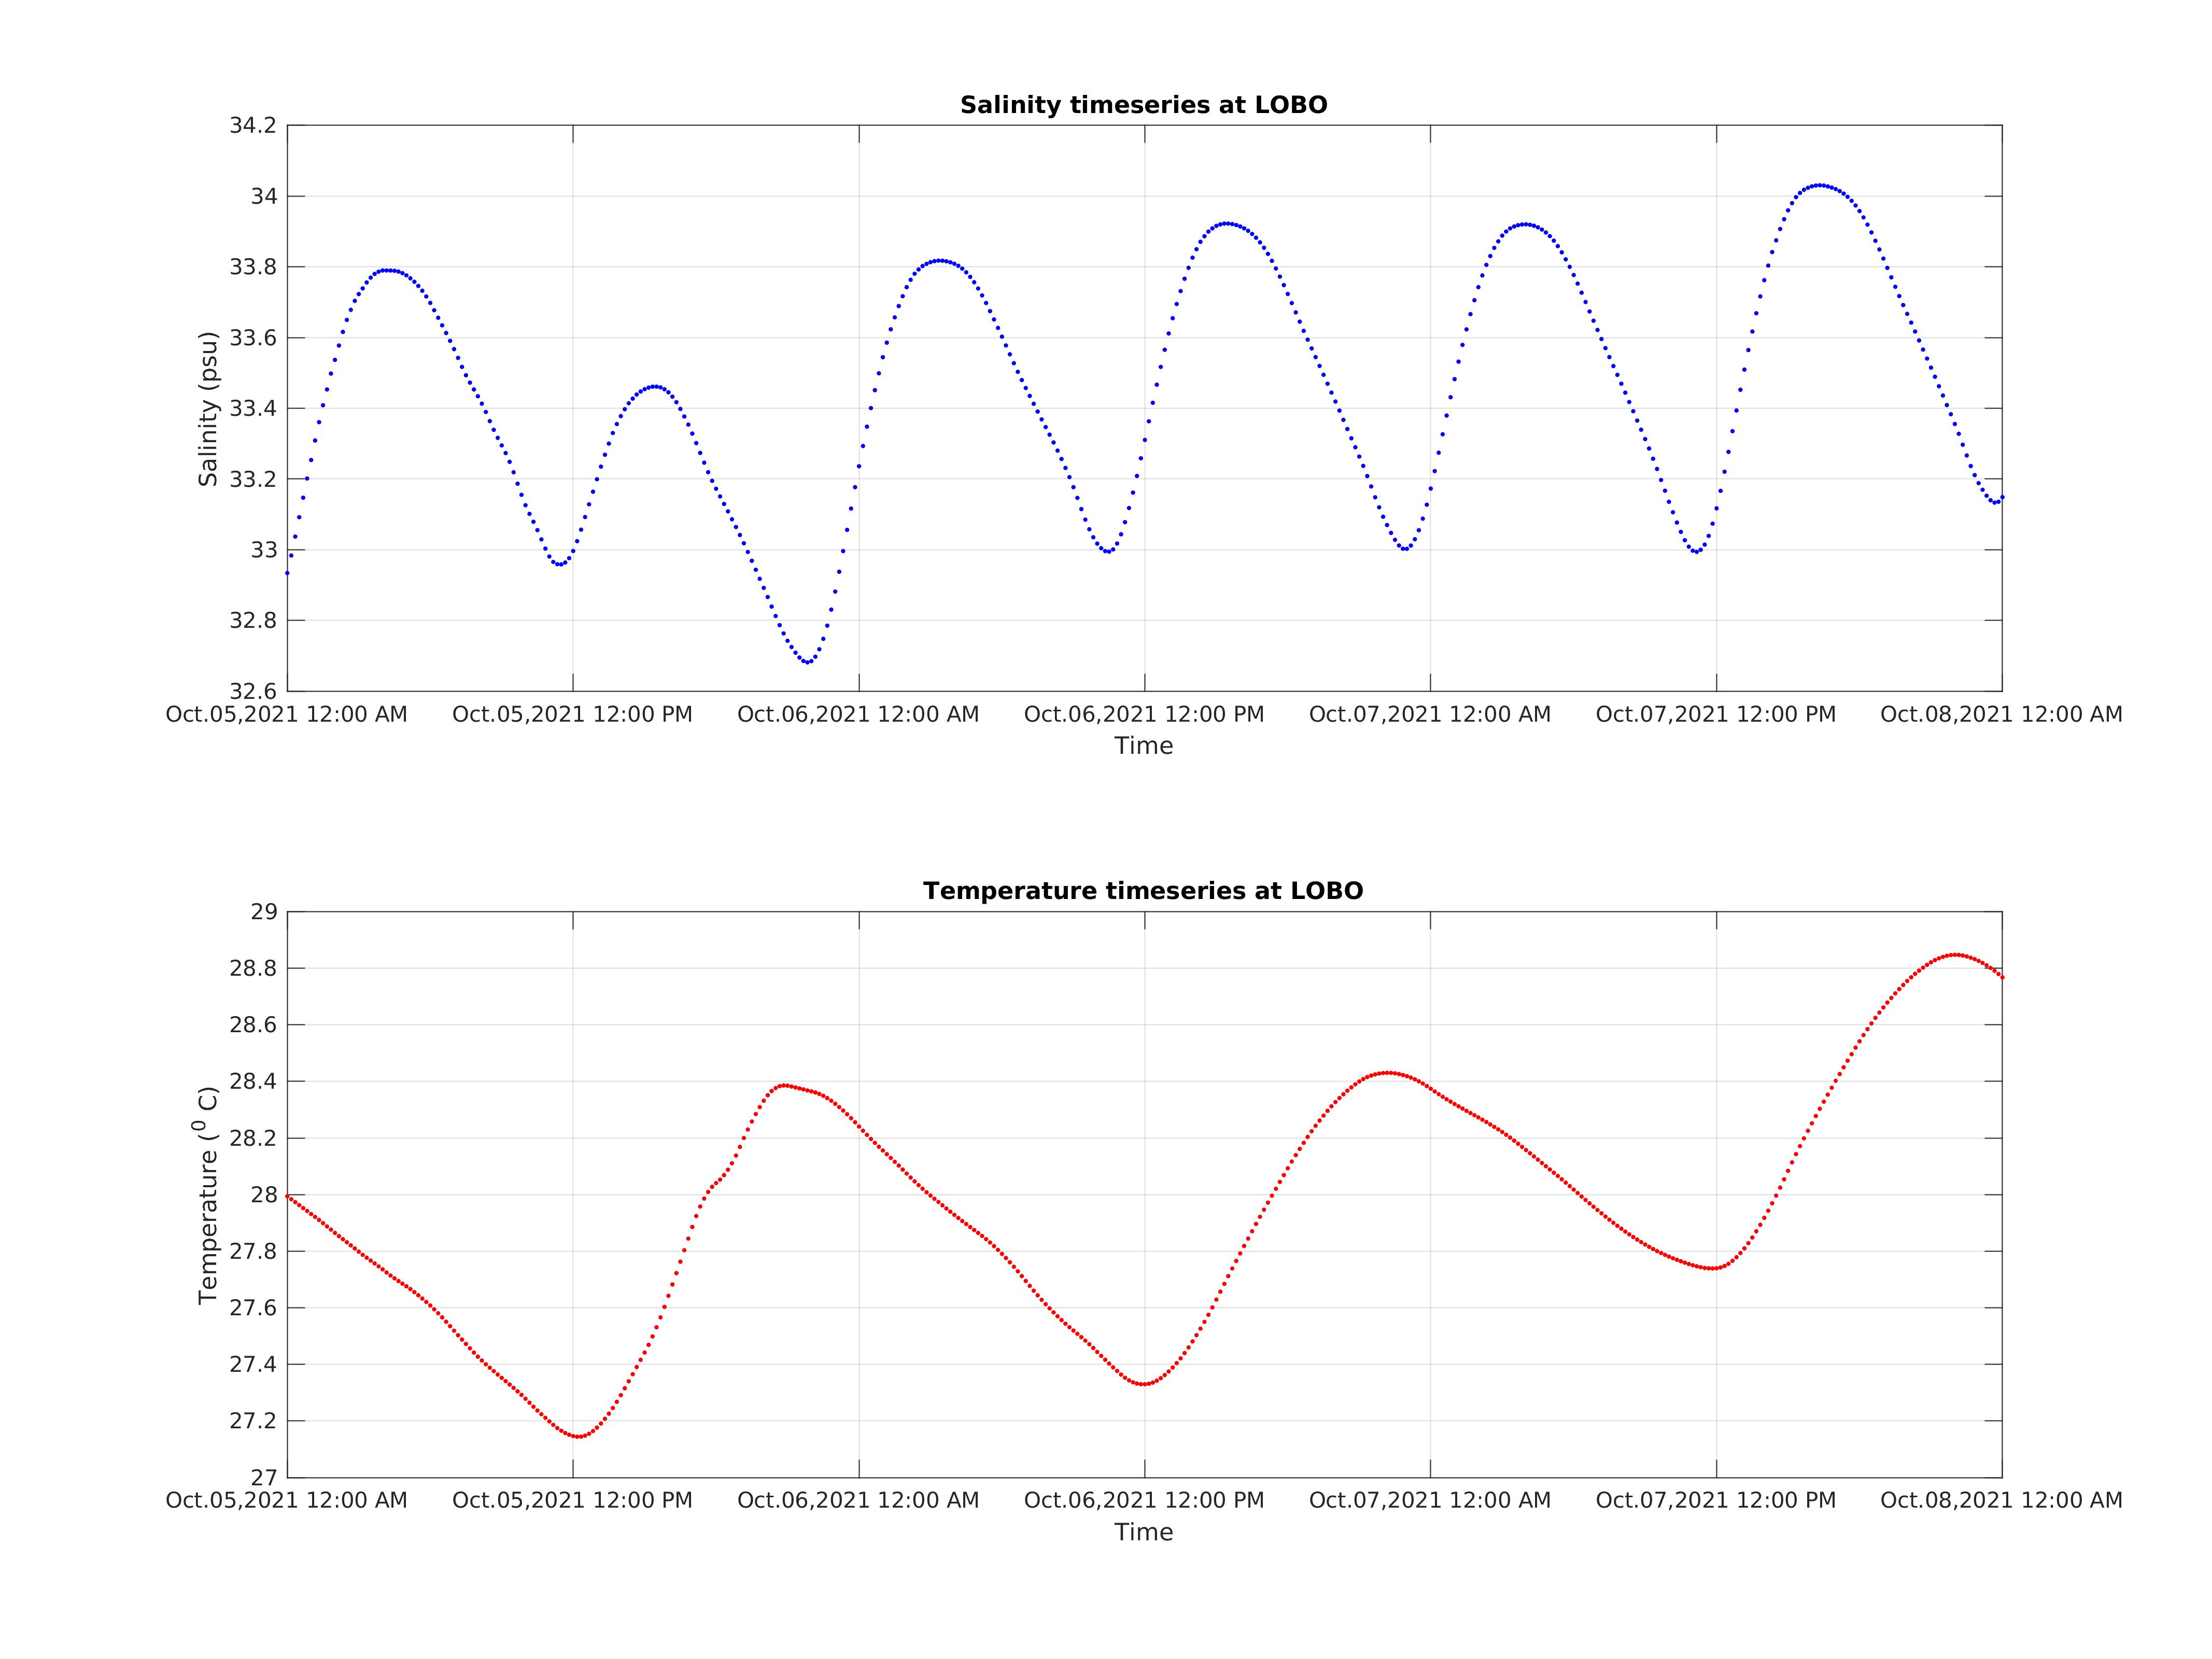 Salinity timeseries at LOBO
34.2
34
33.8
33.6
33.4
33.2
33
32.8
32.6
Salinity (psu)
Oct.05,2021 12:00 AM Oct.05,2021 12:00 PM Oct.06,2021 12:00 AM Oct.06,2021 12:00 PM Oct.07,2021 12:00 AM Oct.07,2021 12:00 PM Oct.08,2021 12:00 AM
Time
Temperature timeseries at LOBO
29
28.8
28.6
28.4
28.2
28
27.8
27.6
27.4
27.2
27
Temperature (⁰ C)
Oct.05,2021 12:00 AM Oct.05,2021 12:00 PM Oct.06,2021 12:00 AM Oct.06,2021 12:00 PM Oct.07,2021 12:00 AM Oct.07,2021 12:00 PM Oct.08,2021 12:00 AM
Time